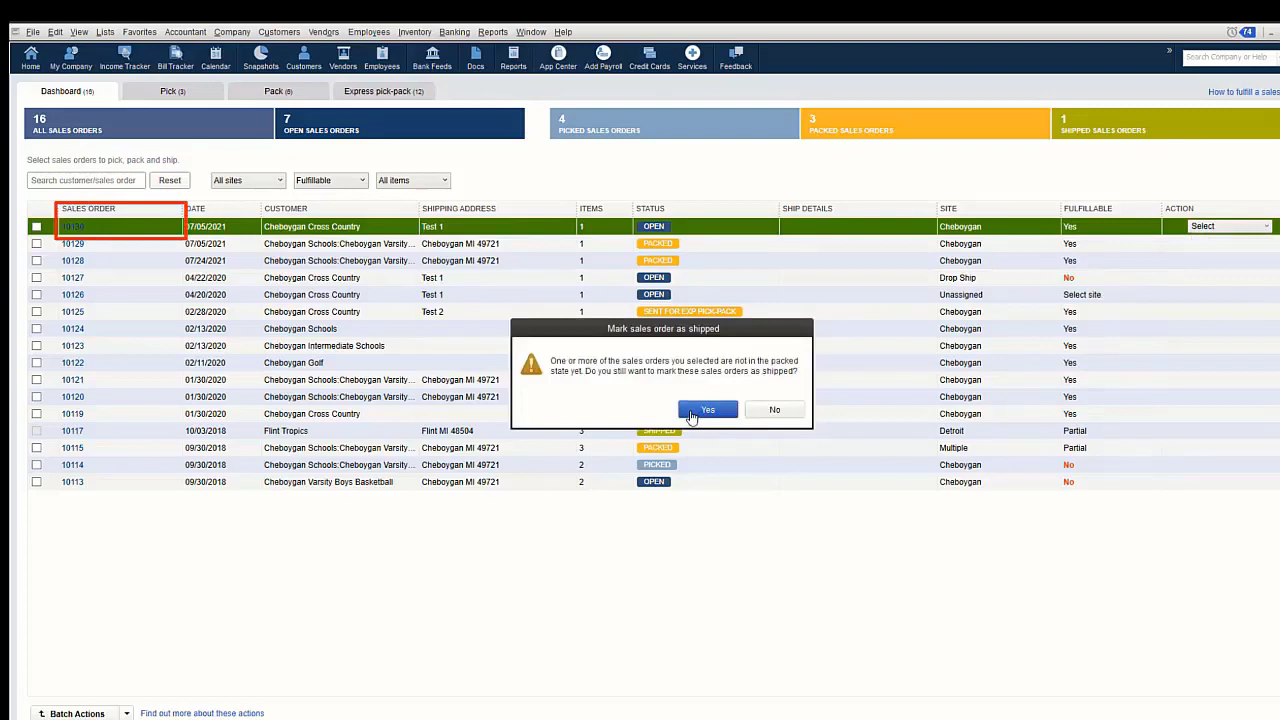 File Edit View Lists Favorites Accountant Company Customers Vendors Employees Inventory Banking Reports Window Help 74
Home My Company Income Tracker Bill Tracker Calendar Snapshots Customers Vendors Employees Bank Feeds Docs Reports App Center Add Payroll Credit Cards Services Feedback » Search Company or Help
Dashboard (16) Pick (3) Pack (6) Express pick-pack (12) How to fulfill a sales
16 7 4 3 1
ALL SALES ORDERS OPEN SALES ORDERS PICKED SALES ORDERS PACKED SALES ORDERS SHIPPED SALES ORDERS
Select sales orders to pick, pack and ship.
Search customer/sales order Reset All sites Fulfillable All items
SALES ORDER DATE CUSTOMER SHIPPING ADDRESS ITEMS STATUS SHIP DETAILS SITE FULFILLABLE ACTION
10130 07/05/2021 Cheboygan Cross Country Test 1 1 OPEN Cheboygan Yes Select
10129 07/05/2021 Cheboygan Schools:Cheboygan Varsity... Cheboygan MI 49721 1 PACKED Cheboygan Yes
10128 07/24/2021 Cheboygan Schools:Cheboygan Varsity... Cheboygan MI 49721 1 PACKED Cheboygan Yes
10127 04/22/2020 Cheboygan Cross Country Test 1 1 OPEN Drop Ship No
10126 04/20/2020 Cheboygan Cross Country Test 1 1 OPEN Unassigned Select site
10125 02/28/2020 Cheboygan Cross Country Test 2 1 SENT FOR EXP PICK-PACK Cheboygan Yes
10124 02/13/2020 Cheboygan Schools Cheboygan Yes
10123 02/13/2020 Cheboygan Intermediate Schools Cheboygan Yes
10122 02/11/2020 Cheboygan Golf Cheboygan Yes
10121 01/30/2020 Cheboygan Schools:Cheboygan Varsity... Cheboygan MI 49721 Cheboygan Yes
10120 01/30/2020 Cheboygan Schools:Cheboygan Varsity... Cheboygan MI 49721 Cheboygan Yes
10119 01/30/2020 Cheboygan Cross Country Cheboygan Yes
10117 10/03/2018 Flint Tropics Flint MI 48504 3 SHIPPED Detroit Partial
10115 09/30/2018 Cheboygan Schools:Cheboygan Varsity... Cheboygan MI 49721 3 PACKED Multiple Partial
10114 09/30/2018 Cheboygan Schools:Cheboygan Varsity... Cheboygan MI 49721 2 PICKED Cheboygan No
10113 09/30/2018 Cheboygan Varsity Boys Basketball Cheboygan MI 49721 2 OPEN Cheboygan No
Mark sales order as shipped
One or more of the sales orders you selected are not in the packed
state yet. Do you still want to mark these sales orders as shipped?
Yes No
Batch Actions Find out more about these actions